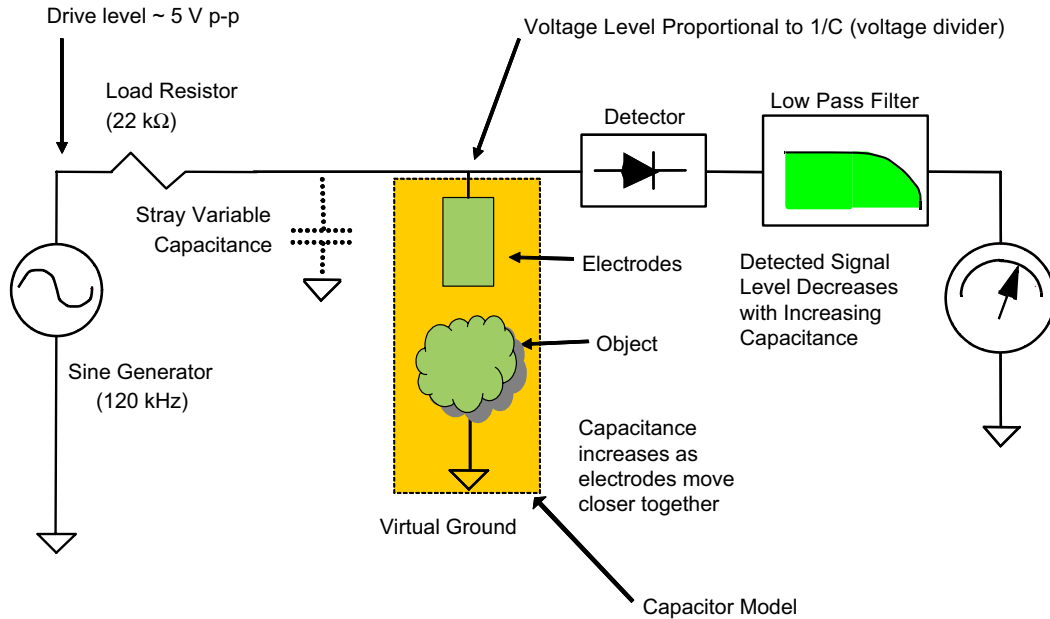 Drive level ~ 5 V p-p
Voltage Level Proportional to 1/C (voltage divider)
Load Resistor
(22 kΩ)
Detector
Low Pass Filter
Stray Variable
Capacitance
Electrodes
Detected Signal
Level Decreases
with Increasing
Capacitance
Object
Sine Generator
(120 kHz)
Capacitance
increases as
electrodes move
closer together
Virtual Ground
Capacitor Model